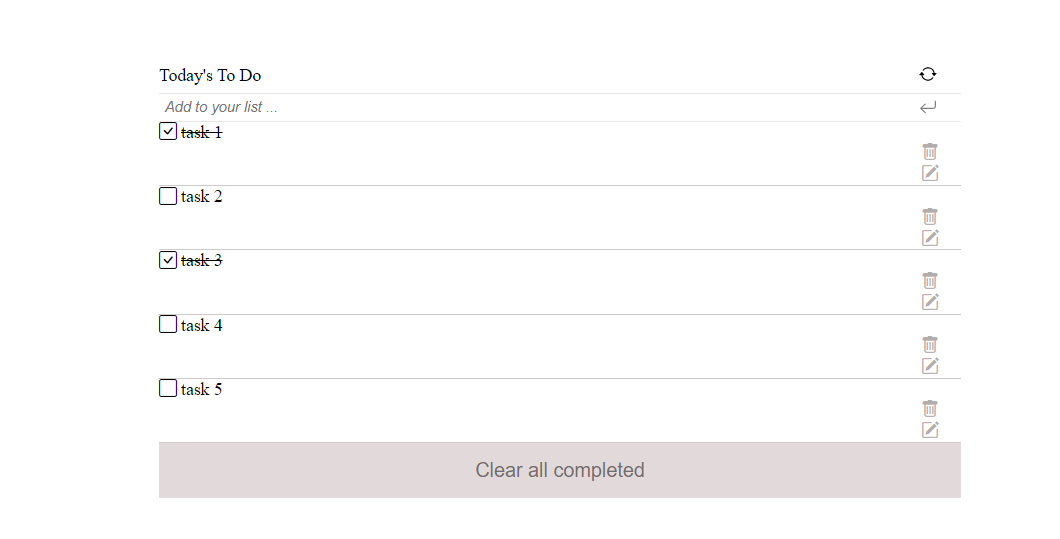 Today's To Do
Add to your list ...
task 1
task 2
task 3
task 4
task 5
Clear all completed